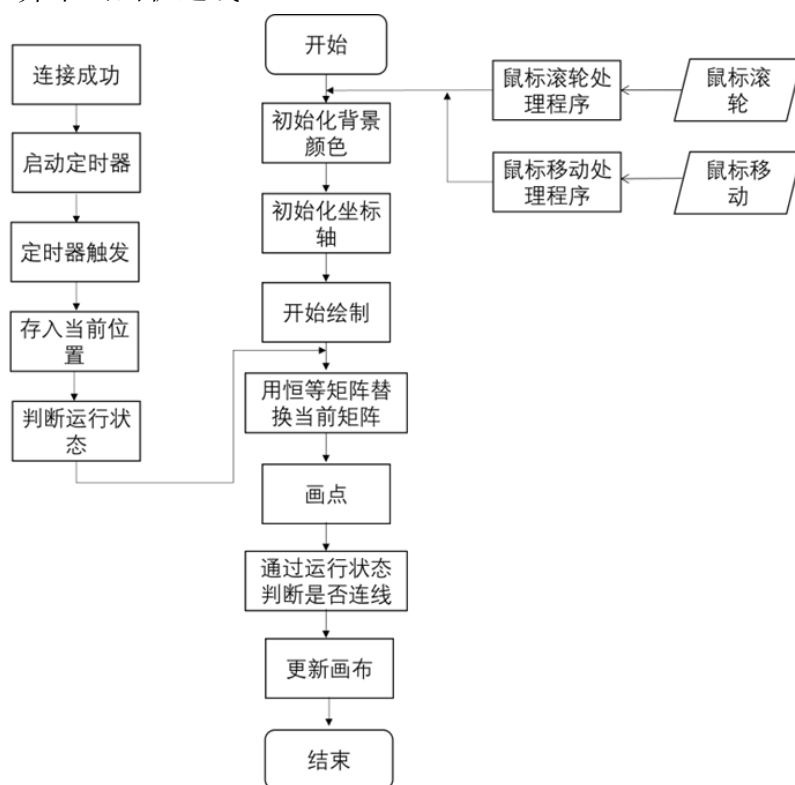 开始
连接成功
启动定时器
定时器触发
存入当前位
置
判断运行状
态
初始化背景
颜色
初始化坐标
轴
开始绘制
用恒等矩阵替
换当前矩阵
画点
通过运行状态
判断是否连线
更新画布
结束
鼠标滚轮处
理程序
鼠标滚
轮
鼠标移动处
理程序
鼠标移
动